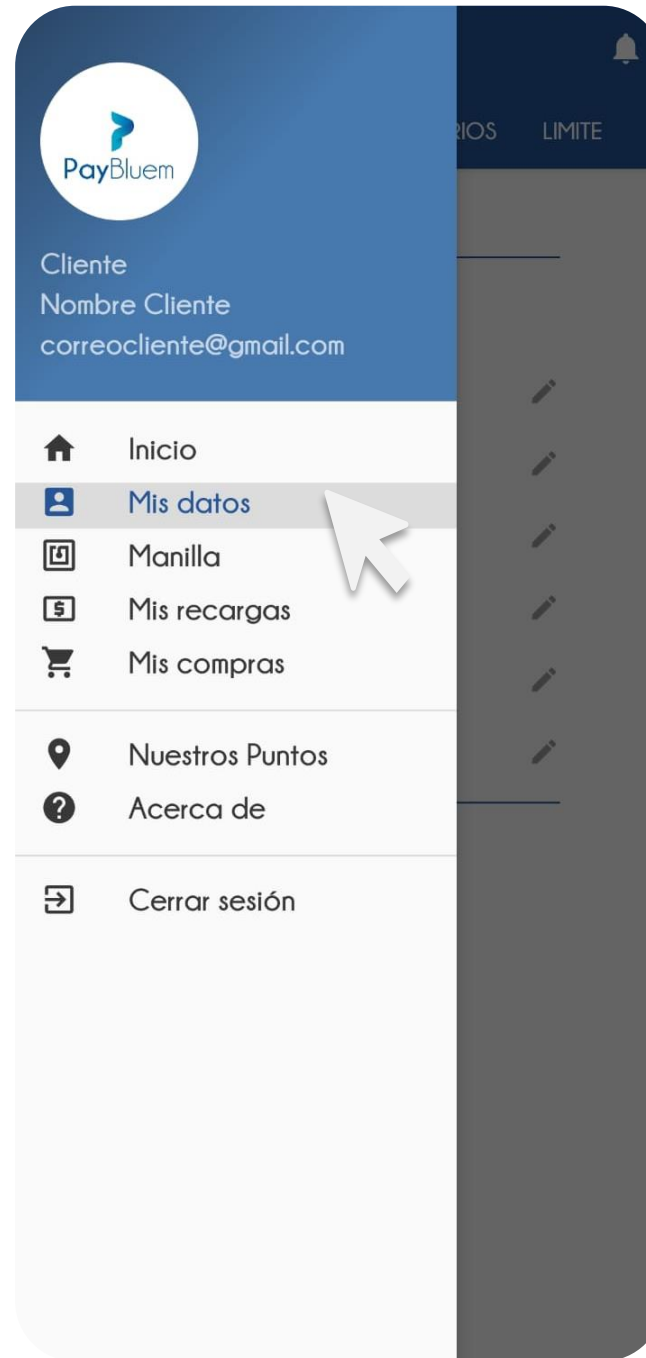 LIMITE
PayBluem
Cliente
Nombre Cliente
correocliente@gmail.com
Inicio
Mis datos
Manilla
Mis recargas
Mis compras
Nuestros Puntos
Acerca de
Cerrar sesión